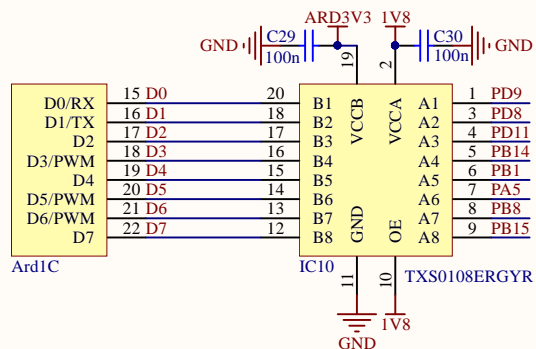 ARD3V3 1V8
GND C29 100n C30 100n GND
19 2
D0/RX 15 D0 20 B1 VCCB VCCA A1 1 PD9
D1/TX 16 D1 18 B2 A2 3 PD8
D2 17 D2 17 B3 A3 4 PD11
D3/PWM 18 D3 16 B4 A4 5 PB14
D4 19 D4 15 B5 A5 6 PB1
D5/PWM 20 D5 14 B6 A6 7 PA5
D6/PWM 21 D6 13 B7 GND OE A7 8 PB8
D7 22 D7 12 B8 A8 9 PB15
Ard1C IC10 11 10 TXS0108ERGYR
1V8
GND